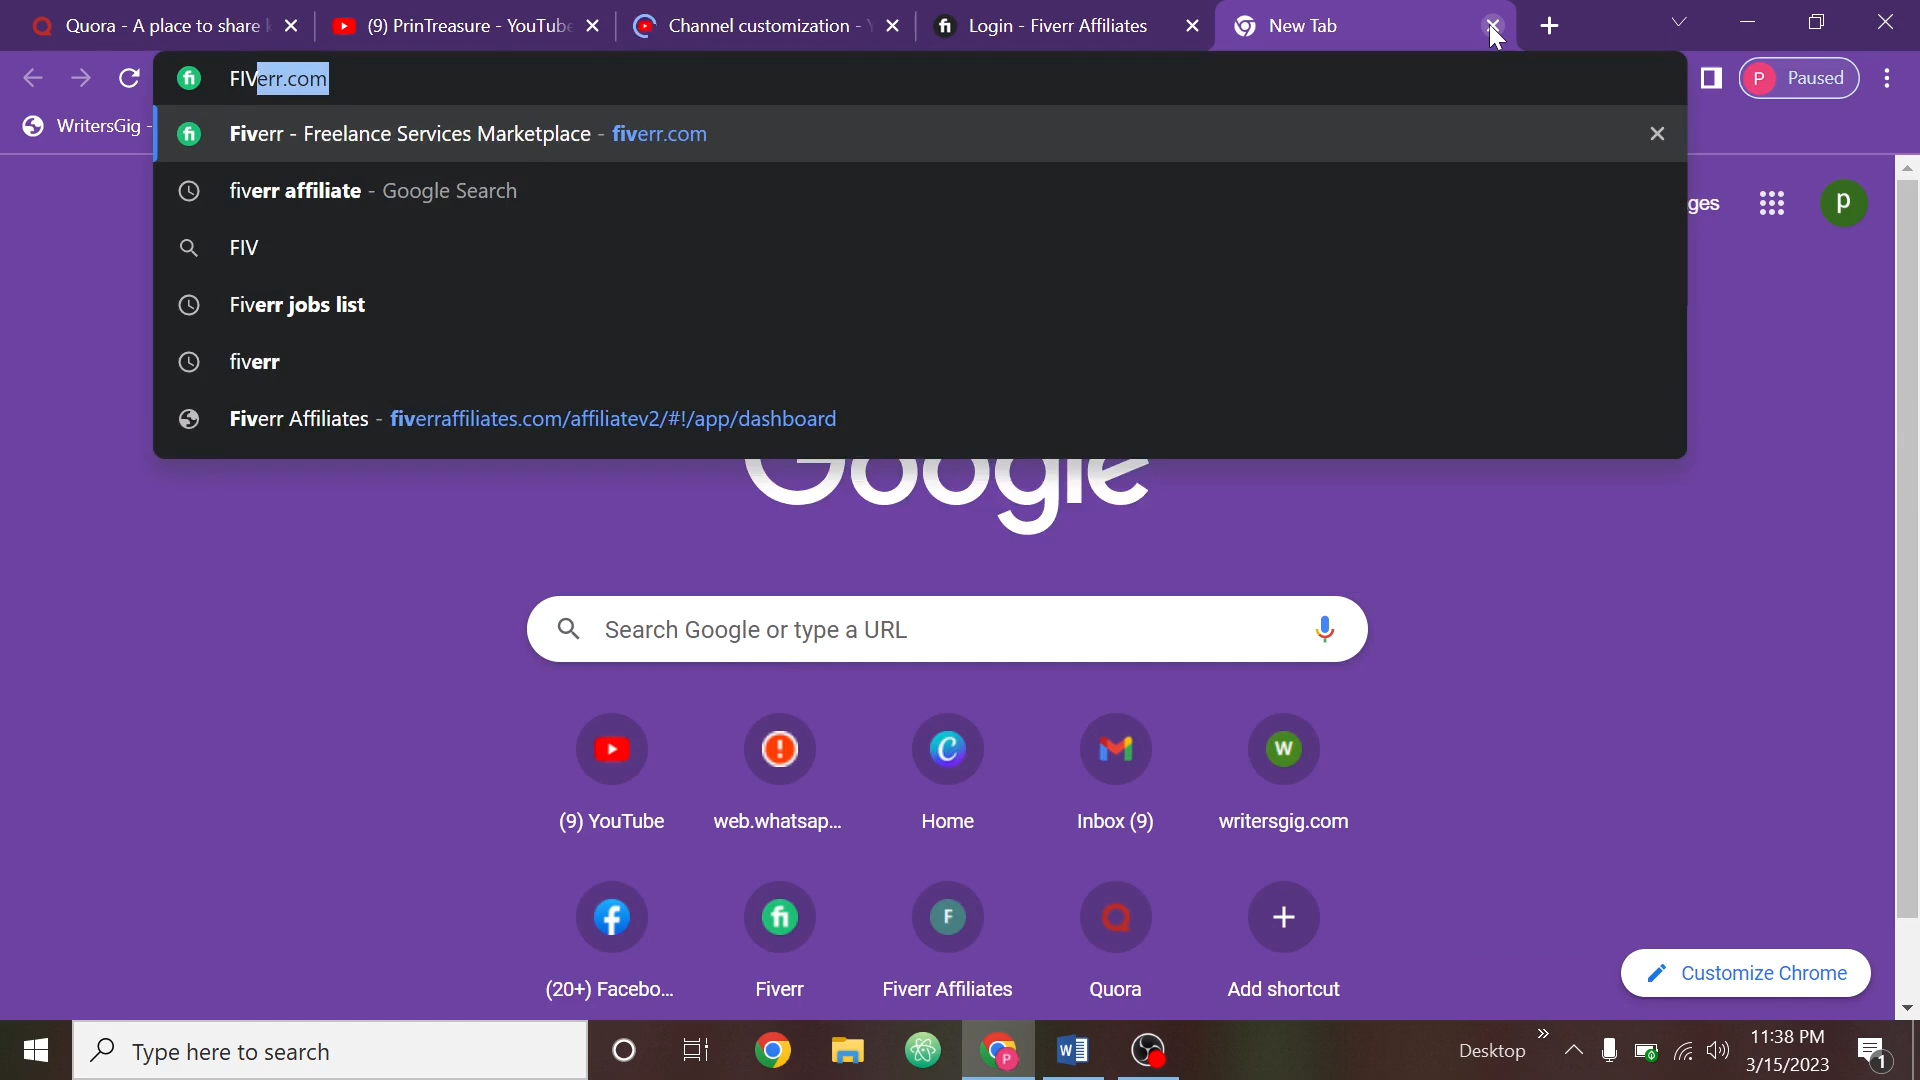 Quora - A place to share
(9) PrinTreasure - YouTube
Channel customization -
Login - Fiverr Affiliates
New Tab
FIVerr.com
Paused
P
WritersGig -
Fiverr - Freelance Services Marketplace - fiverr.com
fiverr affiliate - Google Search
ges
p
FIV
Fiverr jobs list
fiverr
Fiverr Affiliates - fiverraffiliates.com/affiliatev2/#!/app/dashboard
Google
Search Google or type a URL
W
(9) YouTube
web.whatsap...
Home
Inbox (9)
writersgig.com
F
(20+) Facebo...
Fiverr
Fiverr Affiliates
Quora
Add shortcut
Customize Chrome
Type here to search
Desktop
11:38 PM
3/15/2023
1